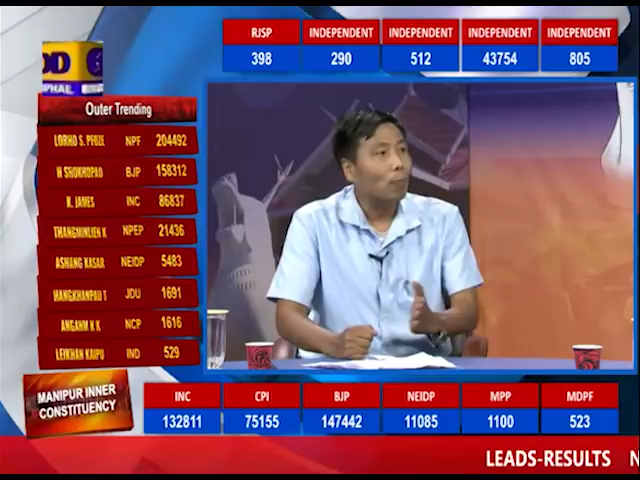 RJSP INDEPENDENT INDEPENDENT INDEPENDENT INDEPENDENT
398 290 512 43754 805
Outer Trending
LORHO S. PFOZE NPF 204492
H SHOKHOPAO BJP 158312
K. JAMES INC 86837
THANGMINLIEN K NPEP 21436
ASHANG KASAR NEIDP 5483
HANGKHANPAU T JDU 1691
ANGAM K K NCP 1616
LEIKHAN KAIPU IND 529
MANIPUR INNER
CONSTITUENCY
INC CPI BJP NEIDP MPP MDPF
132811 75155 147442 11085 1100 523
LEADS-RESULTS N